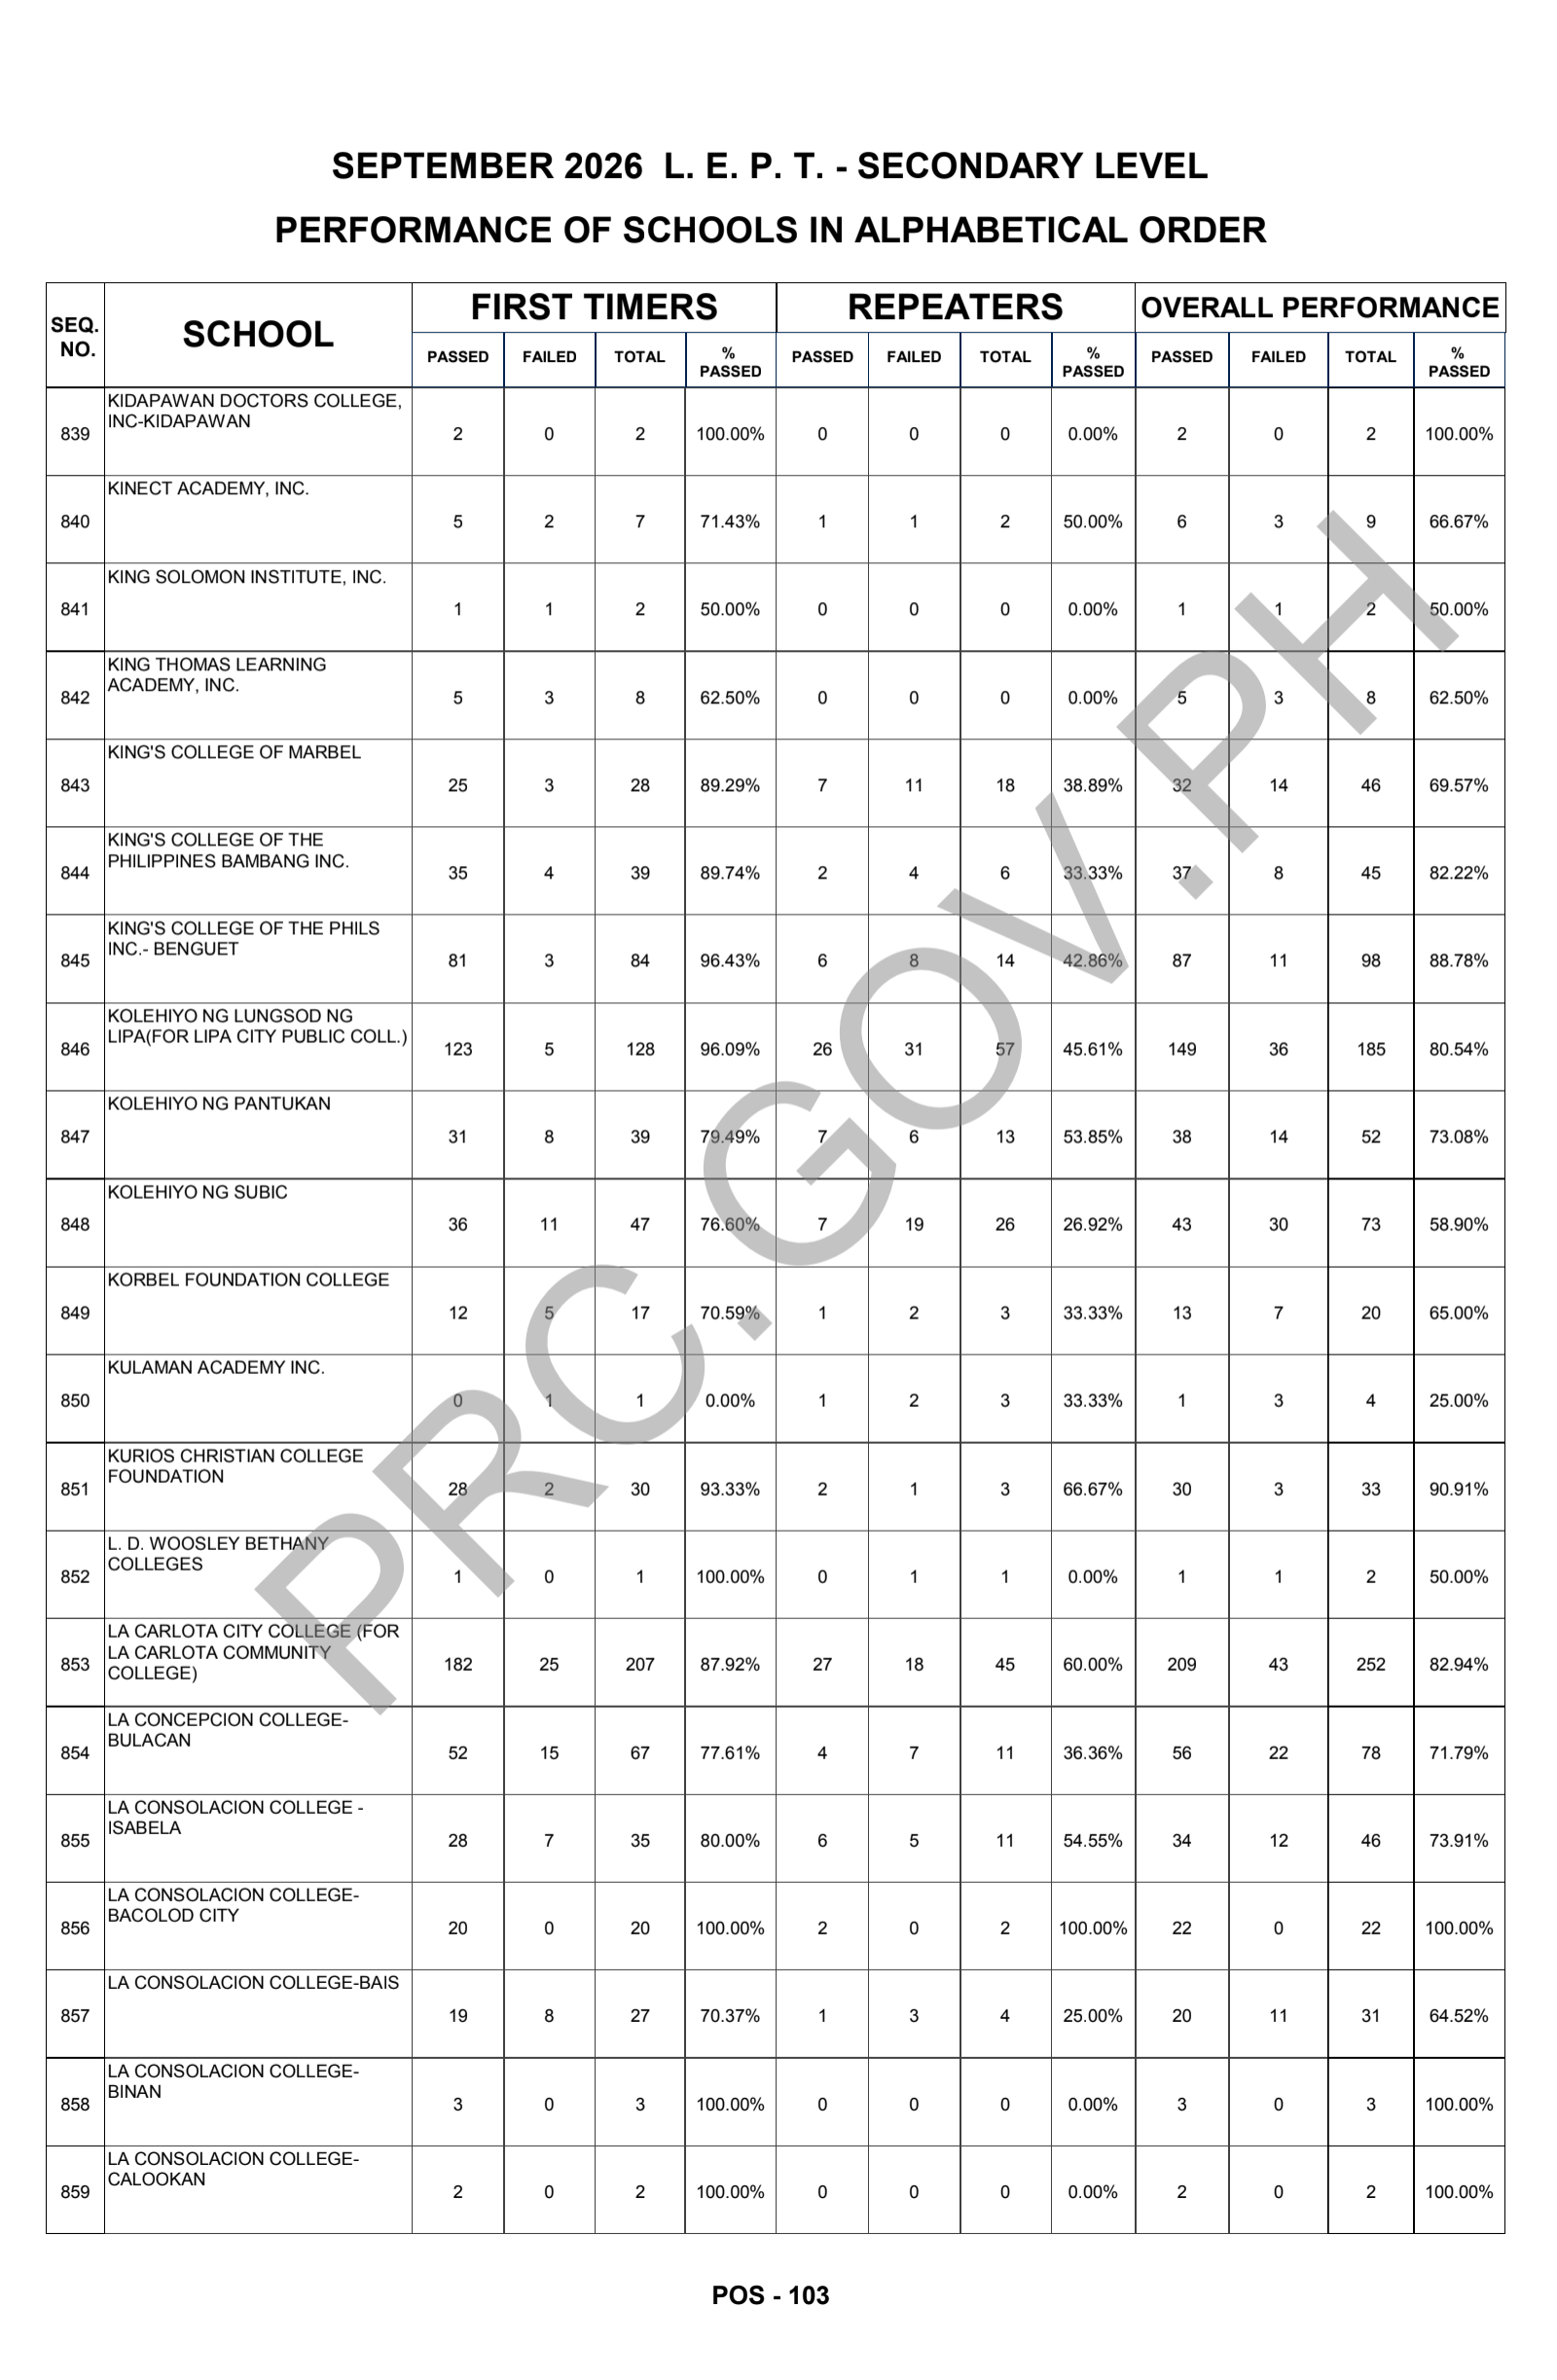 SEPTEMBER 2026 L. E. P. T. - SECONDARY LEVEL
PERFORMANCE OF SCHOOLS IN ALPHABETICAL ORDER
SEQ. NO. SCHOOL FIRST TIMERS REPEATERS OVERALL PERFORMANCE
PASSED FAILED TOTAL % PASSED PASSED FAILED TOTAL % PASSED PASSED FAILED TOTAL % PASSED
KIDAPAWAN DOCTORS COLLEGE,
INC-KIDAPAWAN
839 2 0 2 100.00% 0 0 0 0.00% 2 0 2 100.00%
KINECT ACADEMY, INC.
840 5 2 7 71.43% 1 1 2 50.00% 6 3 9 66.67%
KING SOLOMON INSTITUTE, INC.
841 1 1 2 50.00% 0 0 0 0.00% 1 1 2 50.00%
KING THOMAS LEARNING
ACADEMY, INC.
842 5 3 8 62.50% 0 0 0 0.00% 5 3 8 62.50%
KING'S COLLEGE OF MARBEL
843 25 3 28 89.29% 7 11 18 38.89% 32 14 46 69.57%
KING'S COLLEGE OF THE
PHILIPPINES BAMBANG INC.
844 35 4 39 89.74% 2 4 6 33.33% 37 8 45 82.22%
KING'S COLLEGE OF THE PHILS
INC.- BENGUET
845 81 3 84 96.43% 6 8 14 42.86% 87 11 98 88.78%
KOLEHIYO NG LUNGSOD NG
LIPA(FOR LIPA CITY PUBLIC COLL.)
846 123 5 128 96.09% 26 31 57 45.61% 149 36 185 80.54%
KOLEHIYO NG PANTUKAN
847 31 8 39 79.49% 7 6 13 53.85% 38 14 52 73.08%
KOLEHIYO NG SUBIC
848 36 11 47 76.60% 7 19 26 26.92% 43 30 73 58.90%
KORBEL FOUNDATION COLLEGE
849 12 5 17 70.59% 1 2 3 33.33% 13 7 20 65.00%
KULAMAN ACADEMY INC.
850 0 1 1 0.00% 1 2 3 33.33% 1 3 4 25.00%
KURIOS CHRISTIAN COLLEGE
FOUNDATION
851 28 2 30 93.33% 2 1 3 66.67% 30 3 33 90.91%
L. D. WOOSLEY BETHANY
COLLEGES
852 1 0 1 100.00% 0 1 1 0.00% 1 1 2 50.00%
LA CARLOTA CITY COLLEGE (FOR
LA CARLOTA COMMUNITY
COLLEGE)
853 182 25 207 87.92% 27 18 45 60.00% 209 43 252 82.94%
LA CONCEPCION COLLEGE-
BULACAN
854 52 15 67 77.61% 4 7 11 36.36% 56 22 78 71.79%
LA CONSOLACION COLLEGE -
ISABELA
855 28 7 35 80.00% 6 5 11 54.55% 34 12 46 73.91%
LA CONSOLACION COLLEGE-
BACOLOD CITY
856 20 0 20 100.00% 2 0 2 100.00% 22 0 22 100.00%
LA CONSOLACION COLLEGE-BAIS
857 19 8 27 70.37% 1 3 4 25.00% 20 11 31 64.52%
LA CONSOLACION COLLEGE-
BINAN
858 3 0 3 100.00% 0 0 0 0.00% 3 0 3 100.00%
LA CONSOLACION COLLEGE-
CALOOKAN
859 2 0 2 100.00% 0 0 0 0.00% 2 0 2 100.00%
PRC.GOV.PH
POS - 103